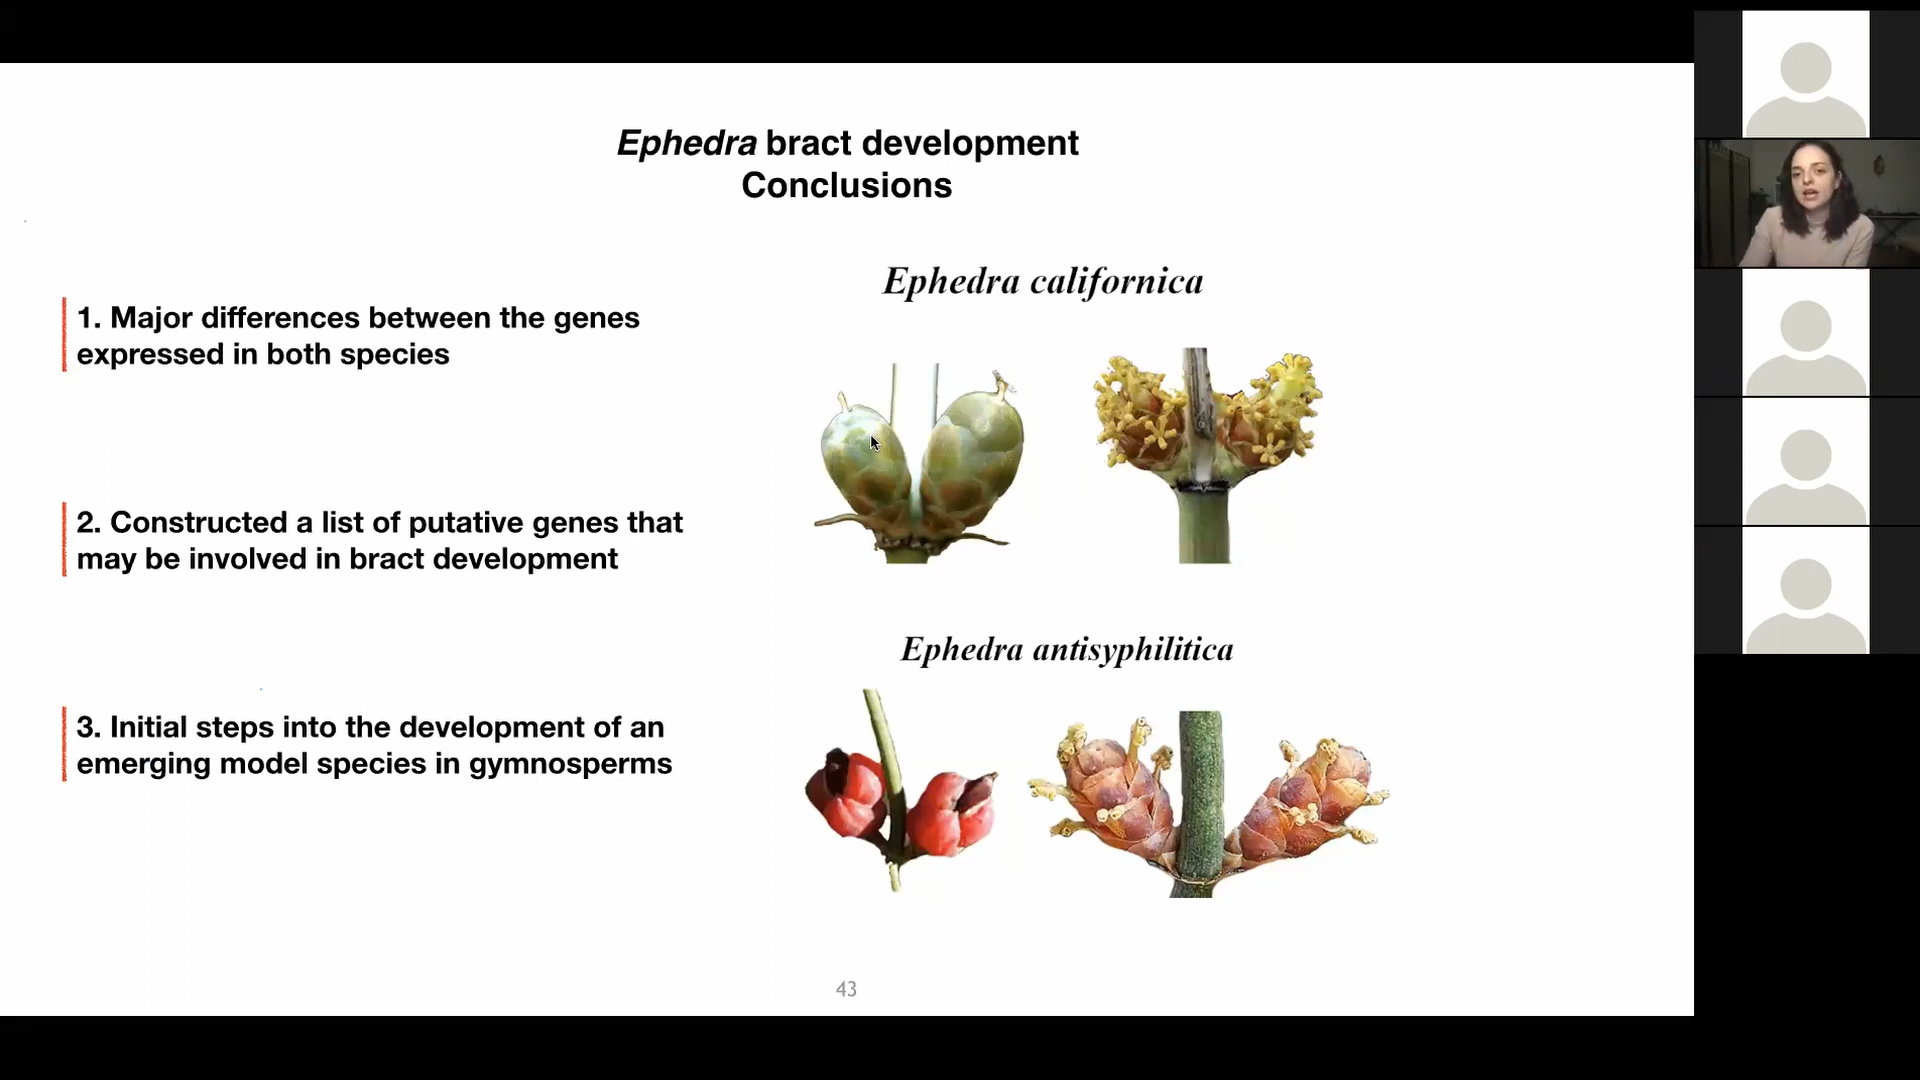 Ephedra bract development
Conclusions
1. Major differences between the genes
expressed in both species
2. Constructed a list of putative genes that
may be involved in bract development
3. Initial steps into the development of an
emerging model species in gymnosperms
Ephedra californica
Ephedra antisyphilitica
43